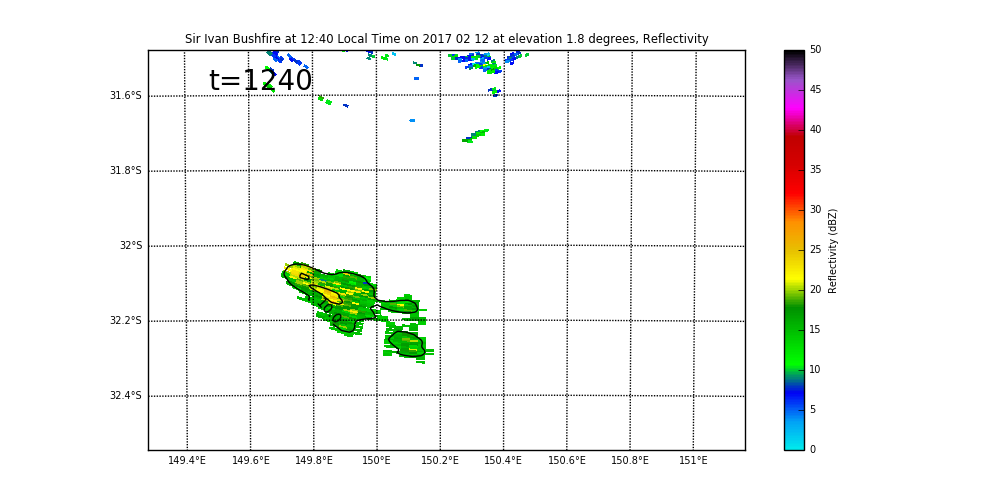 Sir Ivan Bushfire at 12:40 Local Time on 2017 02 12 at elevation 1.8 degrees, Reflectivity
t=1240
31.6°S
31.8°S
32°S
32.2°S
32.4°S
149.4°E 149.6°E 149.8°E 150°E 150.2°E 150.4°E 150.6°E 150.8°E 151°E
50
45
40
35
30
25
20
15
10
5
0
Reflectivity (dBZ)